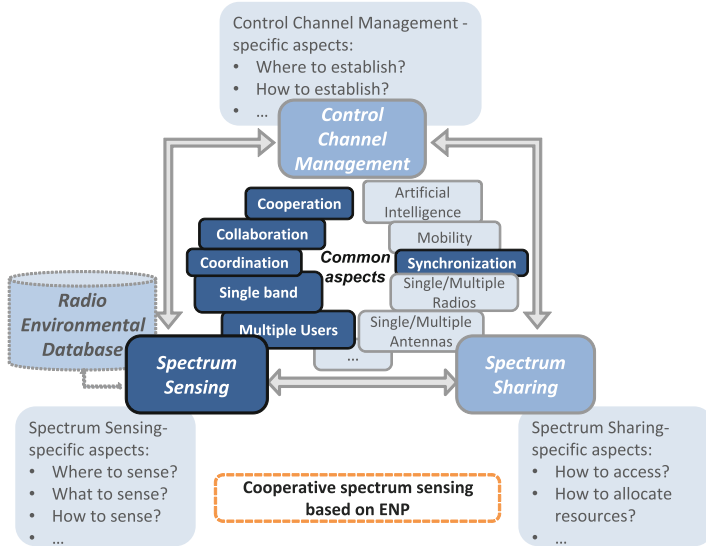 Control Channel Management -
specific aspects:
• Where to establish?
• How to establish?
• ...
Control
Channel
Management
Cooperation
Collaboration
Coordination
Single band
Multiple Users
Common
aspects
Artificial
Intelligence
Mobility
Synchronization
Single/Multiple
Radios
Single/Multiple
Antennas
...
Radio
Environmental
Database
Spectrum
Sensing
Spectrum
Sharing
Spectrum Sensing-
specific aspects:
• Where to sense?
• What to sense?
• How to sense?
• ...
Cooperative spectrum sensing
based on ENP
Spectrum Sharing-
specific aspects:
• How to access?
• How to allocate
resources?
• ...